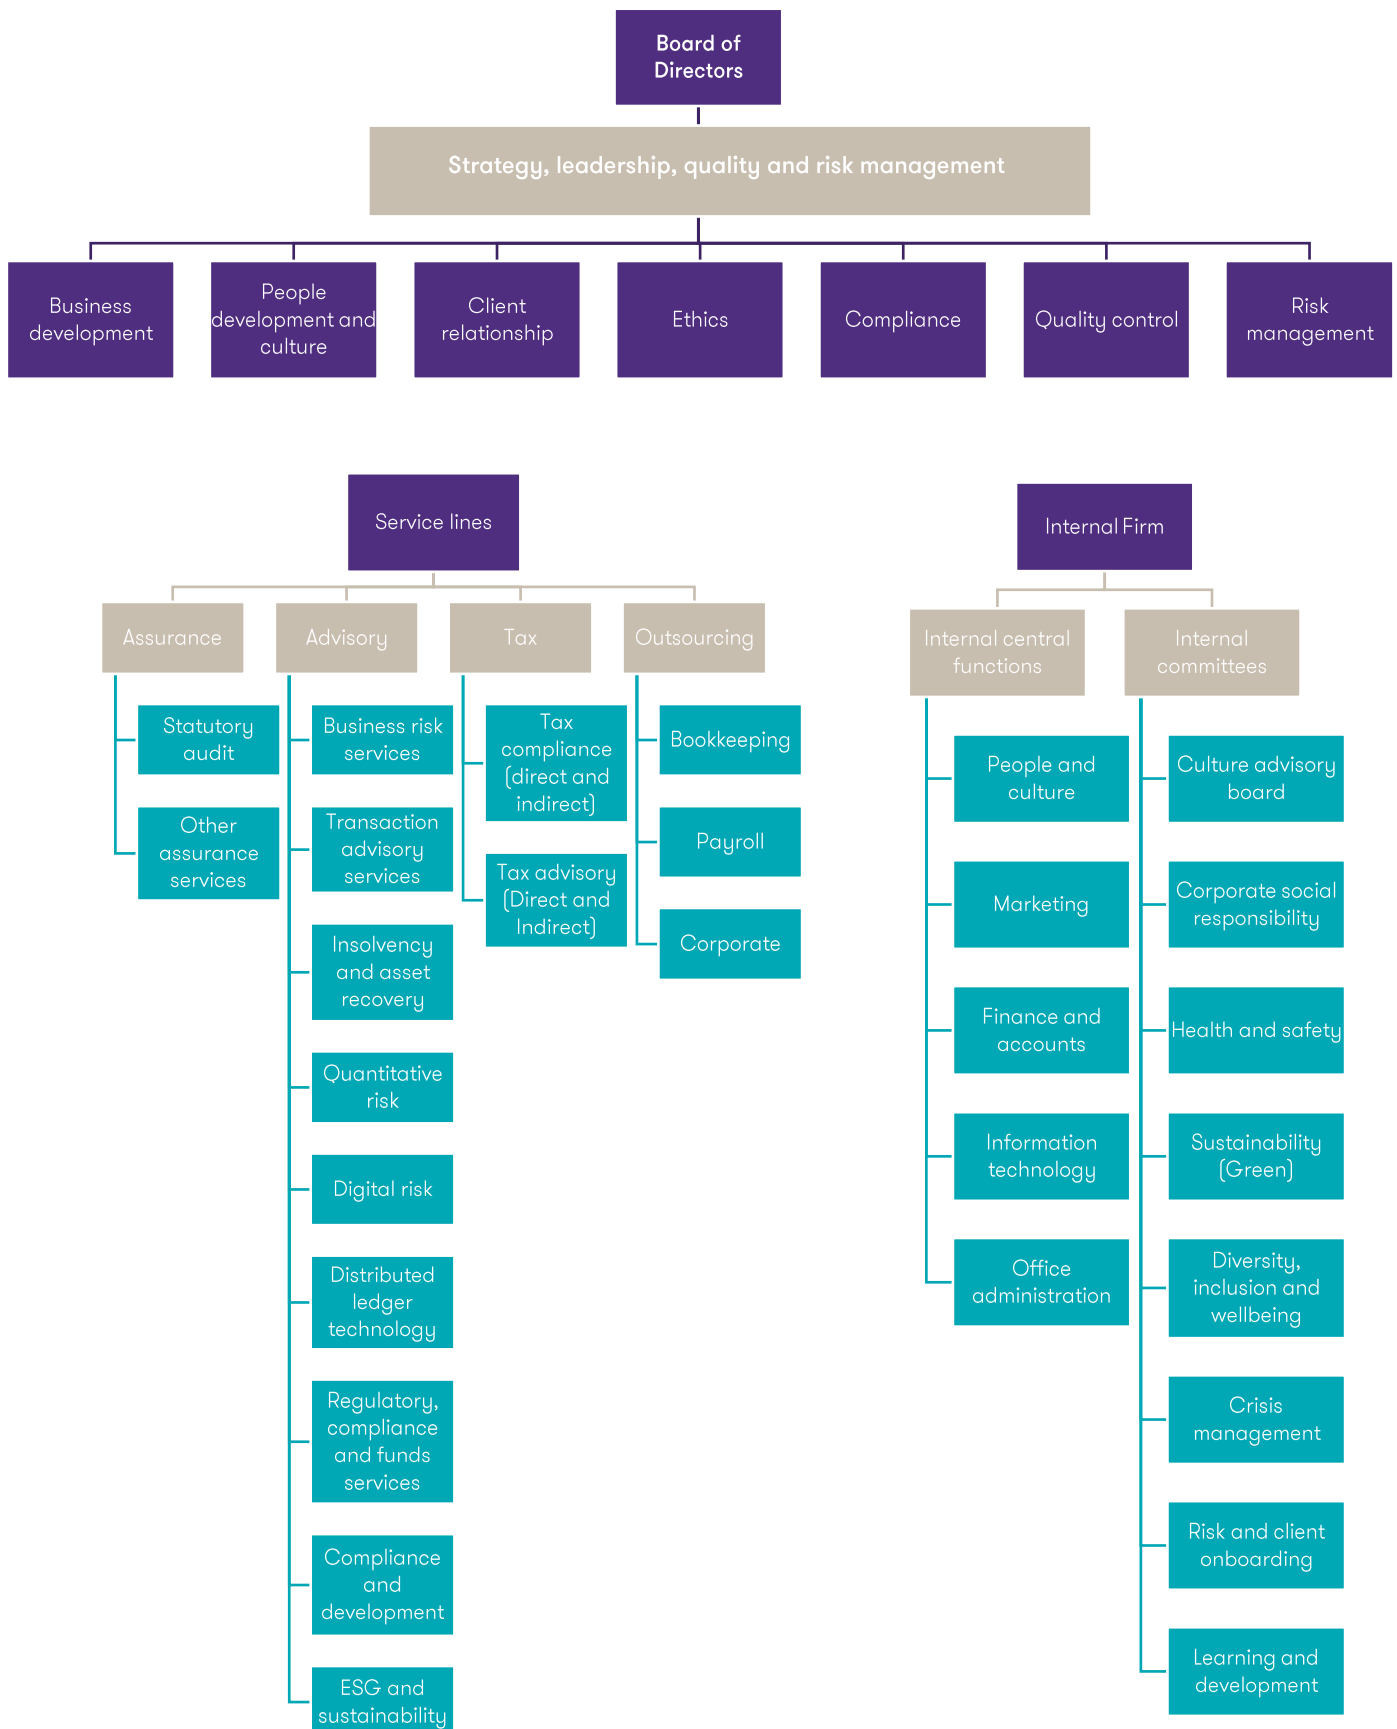 Board of
Directors
Strategy, leadership, quality and risk management
Business
development
People
development and
culture
Client
relationship
Ethics
Compliance
Quality control
Risk
management
Service lines
Assurance
Advisory
Tax
Outsourcing
Statutory
audit
Other
assurance
services
Business risk
services
Transaction
advisory
services
Insolvency
and asset
recovery
Quantitative
risk
Digital risk
Distributed
ledger
technology
Regulatory,
compliance
and funds
services
Compliance
and
development
ESG and
sustainability
Tax
compliance
(direct and
indirect)
Tax advisory
(Direct and
Indirect)
Bookkeeping
Payroll
Corporate
Internal Firm
Internal central
functions
Internal
committees
People and
culture
Marketing
Finance and
accounts
Information
technology
Office
administration
Culture advisory
board
Corporate social
responsibility
Health and safety
Sustainability
(Green)
Diversity,
inclusion and
wellbeing
Crisis
management
Risk and client
onboarding
Learning and
development